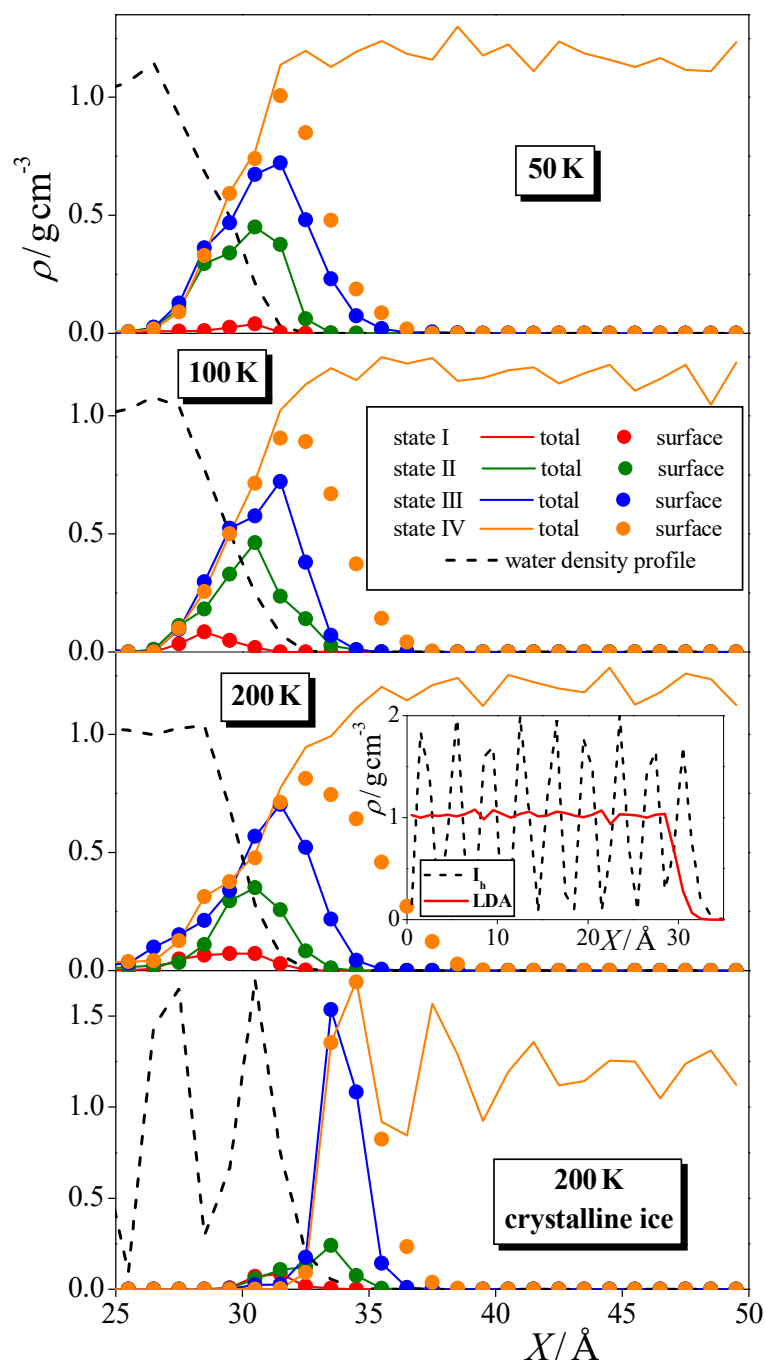 ρ/gcm⁻³
1.0
0.5
0.0
50 K
1.0
0.5
0.0
100 K
state I total surface
state II total surface
state III total surface
state IV total surface
water density profile
1.0
0.5
0.0
200 K
ρ/gcm⁻³
2
1
0
Iₕ
LDA
0 10 20 30
X/Å
1.5
1.0
0.5
0.0
200 K
crystalline ice
25 30 35 40 45 50
X/Å